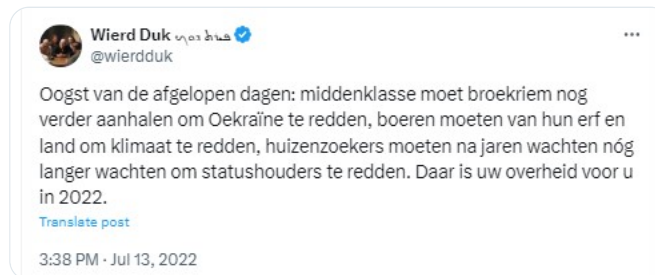 Wierd Duk
@wierdduk
Oogst van de afgelopen dagen: middenklasse moet broekriem nog
verder aanhalen om Oekraïne te redden, boeren moeten van hun erf en
land om klimaat te redden, huizenzoekers moeten na jaren wachten nóg
langer wachten om statushouders te redden. Daar is uw overheid voor u
in 2022.
Translate post
3:38 PM · Jul 13, 2022